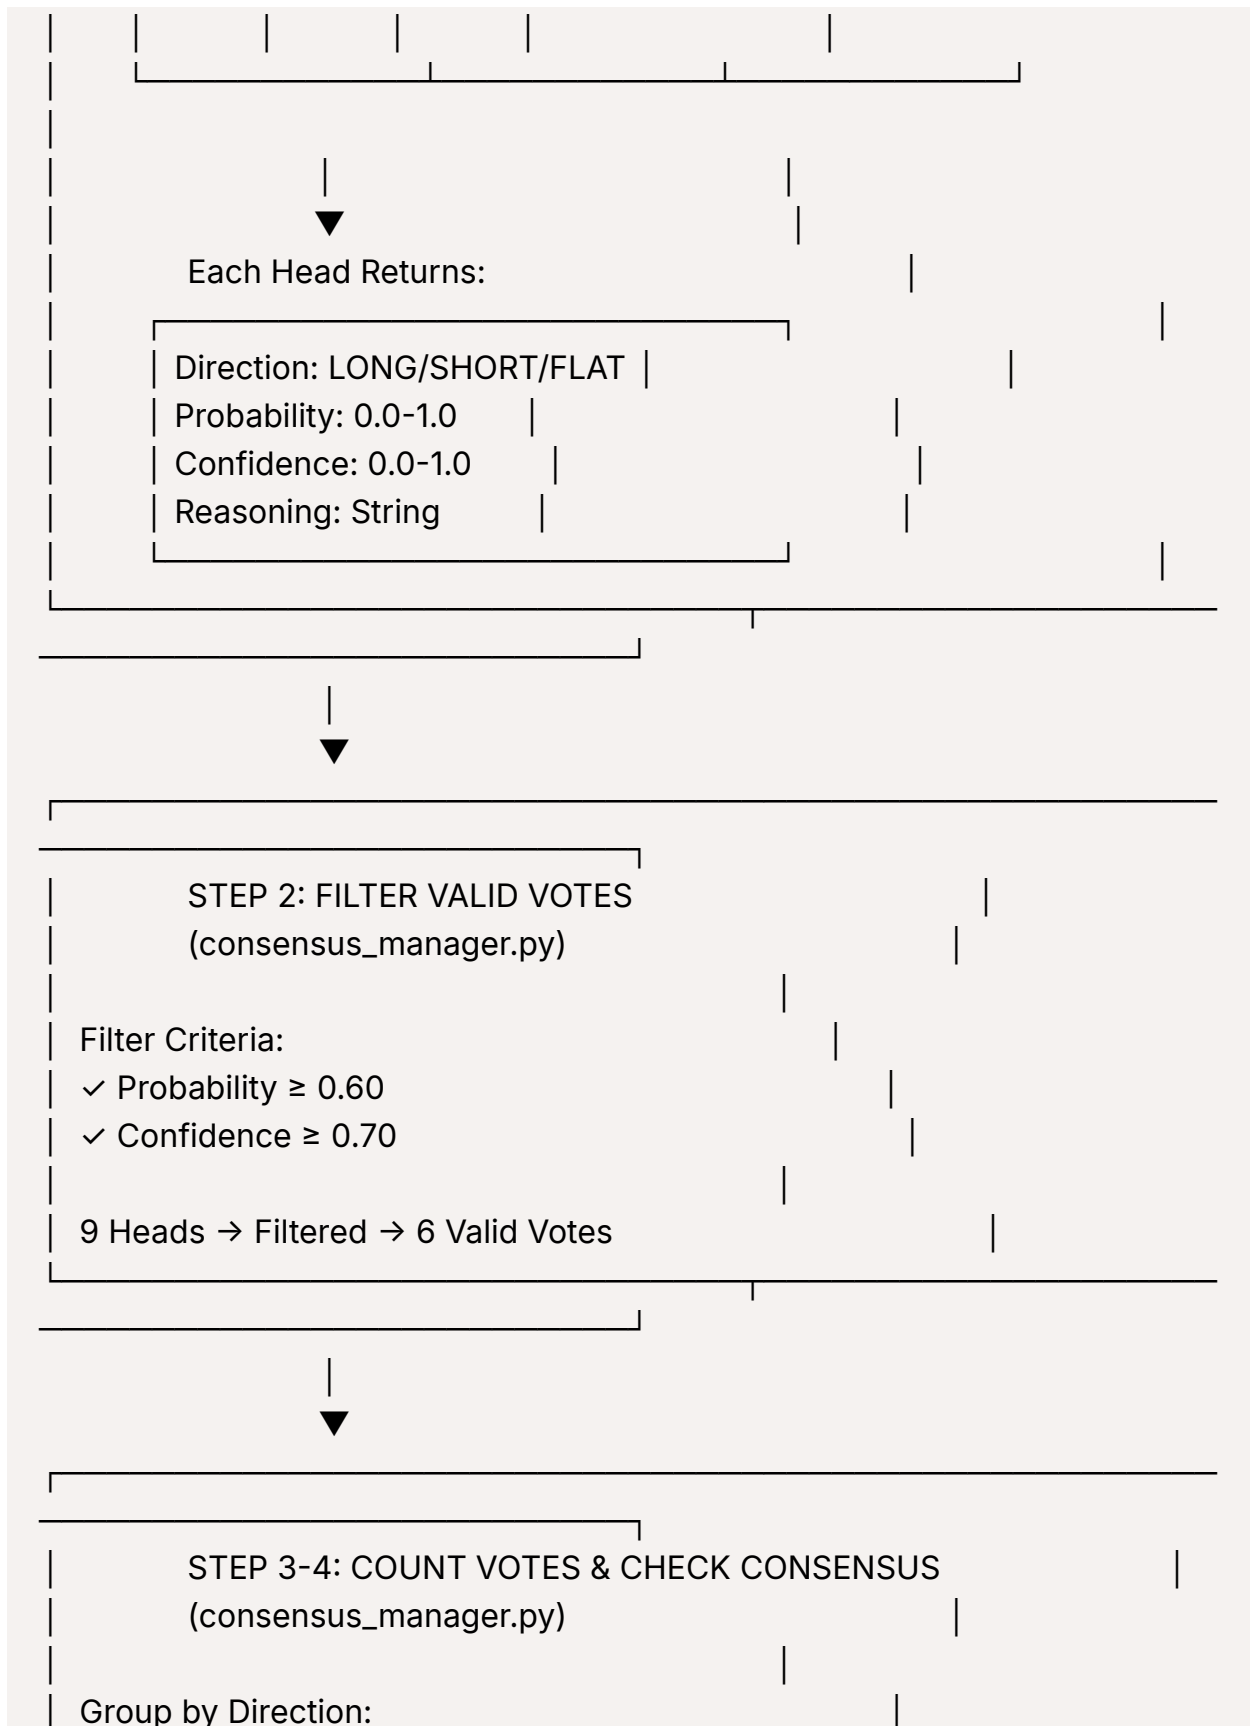 Each Head Returns:
Direction: LONG/SHORT/FLAT
Probability: 0.0-1.0
Confidence: 0.0-1.0
Reasoning: String
STEP 2: FILTER VALID VOTES
(consensus_manager.py)
Filter Criteria:
✓ Probability ≥ 0.60
✓ Confidence ≥ 0.70
9 Heads → Filtered → 6 Valid Votes
STEP 3-4: COUNT VOTES & CHECK CONSENSUS
(consensus_manager.py)
Group by Direction: